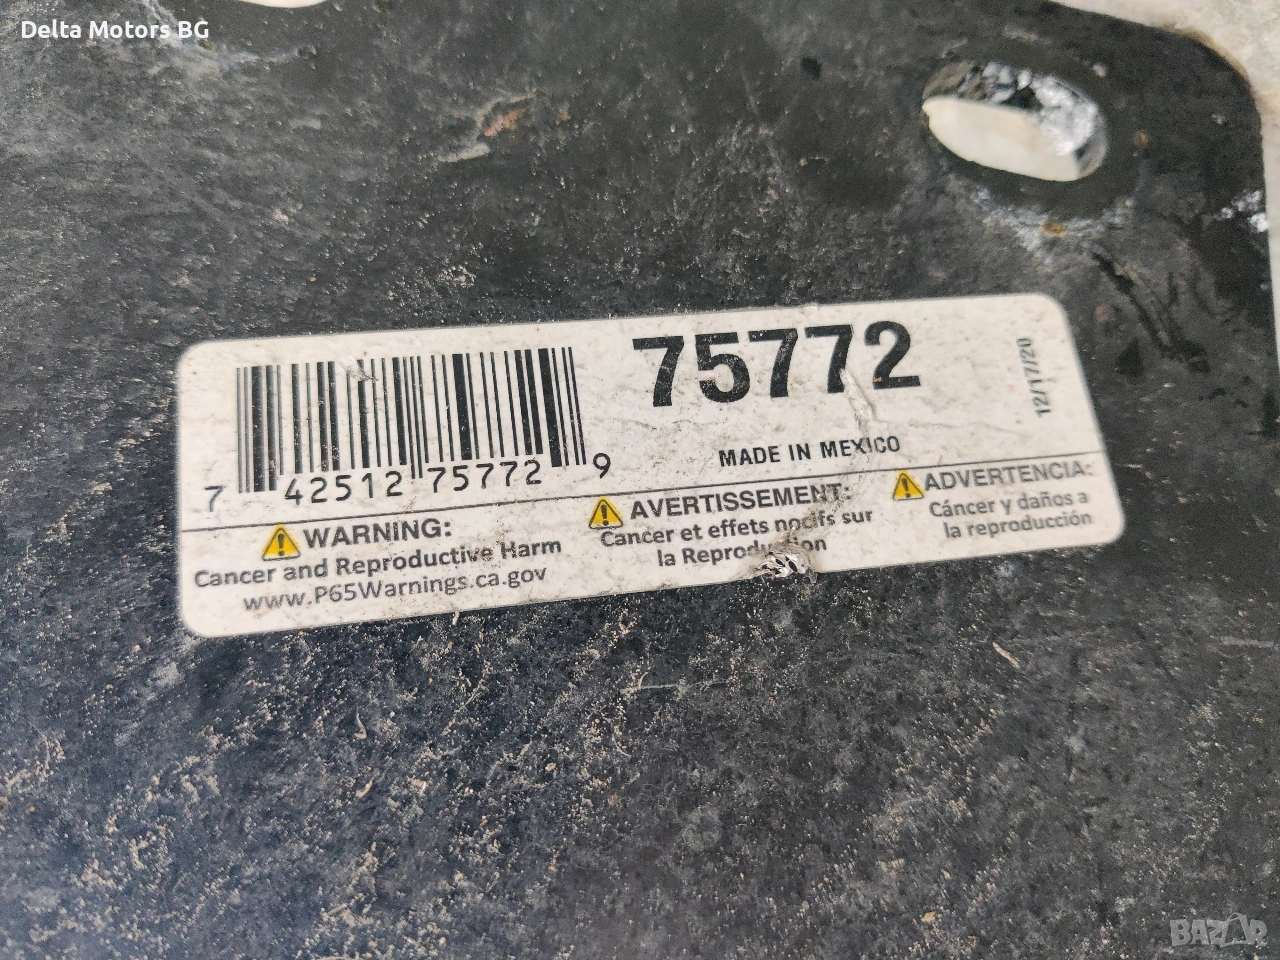 Delta Motors BG
75772
12/17/20
7 42512 75772 9
MADE IN MEXICO
WARNING:
Cancer and Reproductive Harm
www.P65Warnings.ca.gov
AVERTISSEMENT:
Cancer et effets nocifs sur
la Reproduction
ADVERTENCIA:
Cáncer y daños a
la reproducción
BAZAR